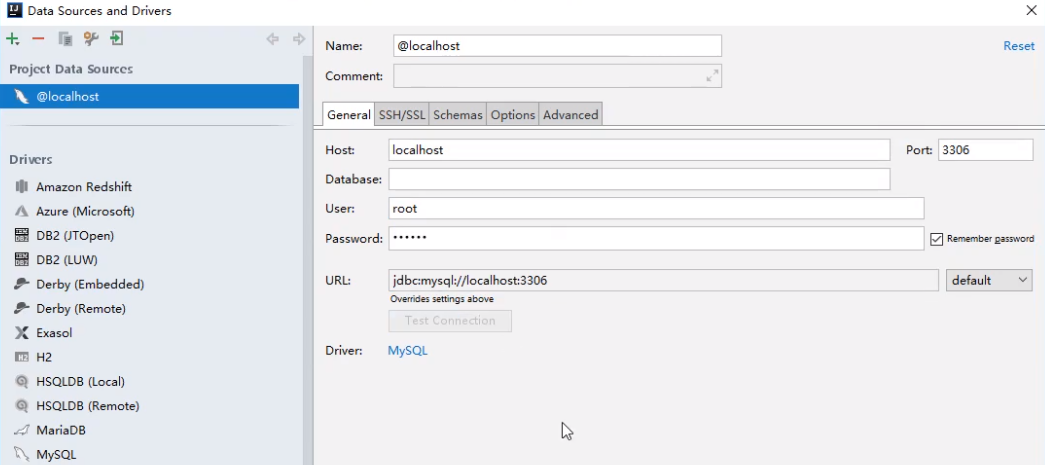 Data Sources and Drivers
Project Data Sources
@localhost
Drivers
Amazon Redshift
Azure (Microsoft)
DB2 (JTOpen)
DB2 (LUW)
Derby (Embedded)
Derby (Remote)
Exasol
H2
HSQLDB (Local)
HSQLDB (Remote)
MariaDB
MySQL
Name: @localhost Reset
Comment:
General SSH/SSL Schemas Options Advanced
Host: localhost Port: 3306
Database:
User: root
Password: •••••• Remember password
URL: jdbc:mysql://localhost:3306 default
Overrides settings above
Test Connection
Driver: MySQL